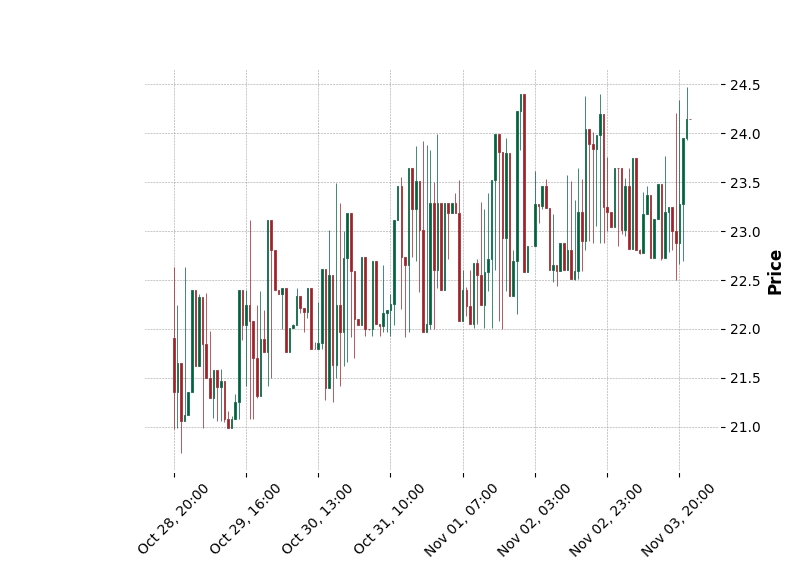 24.5
24.0
23.5
23.0
22.5
22.0
21.5
21.0
Price
Oct 28, 20:00
Oct 29, 16:00
Oct 30, 13:00
Oct 31, 10:00
Nov 01, 07:00
Nov 02, 03:00
Nov 02, 23:00
Nov 03, 20:00